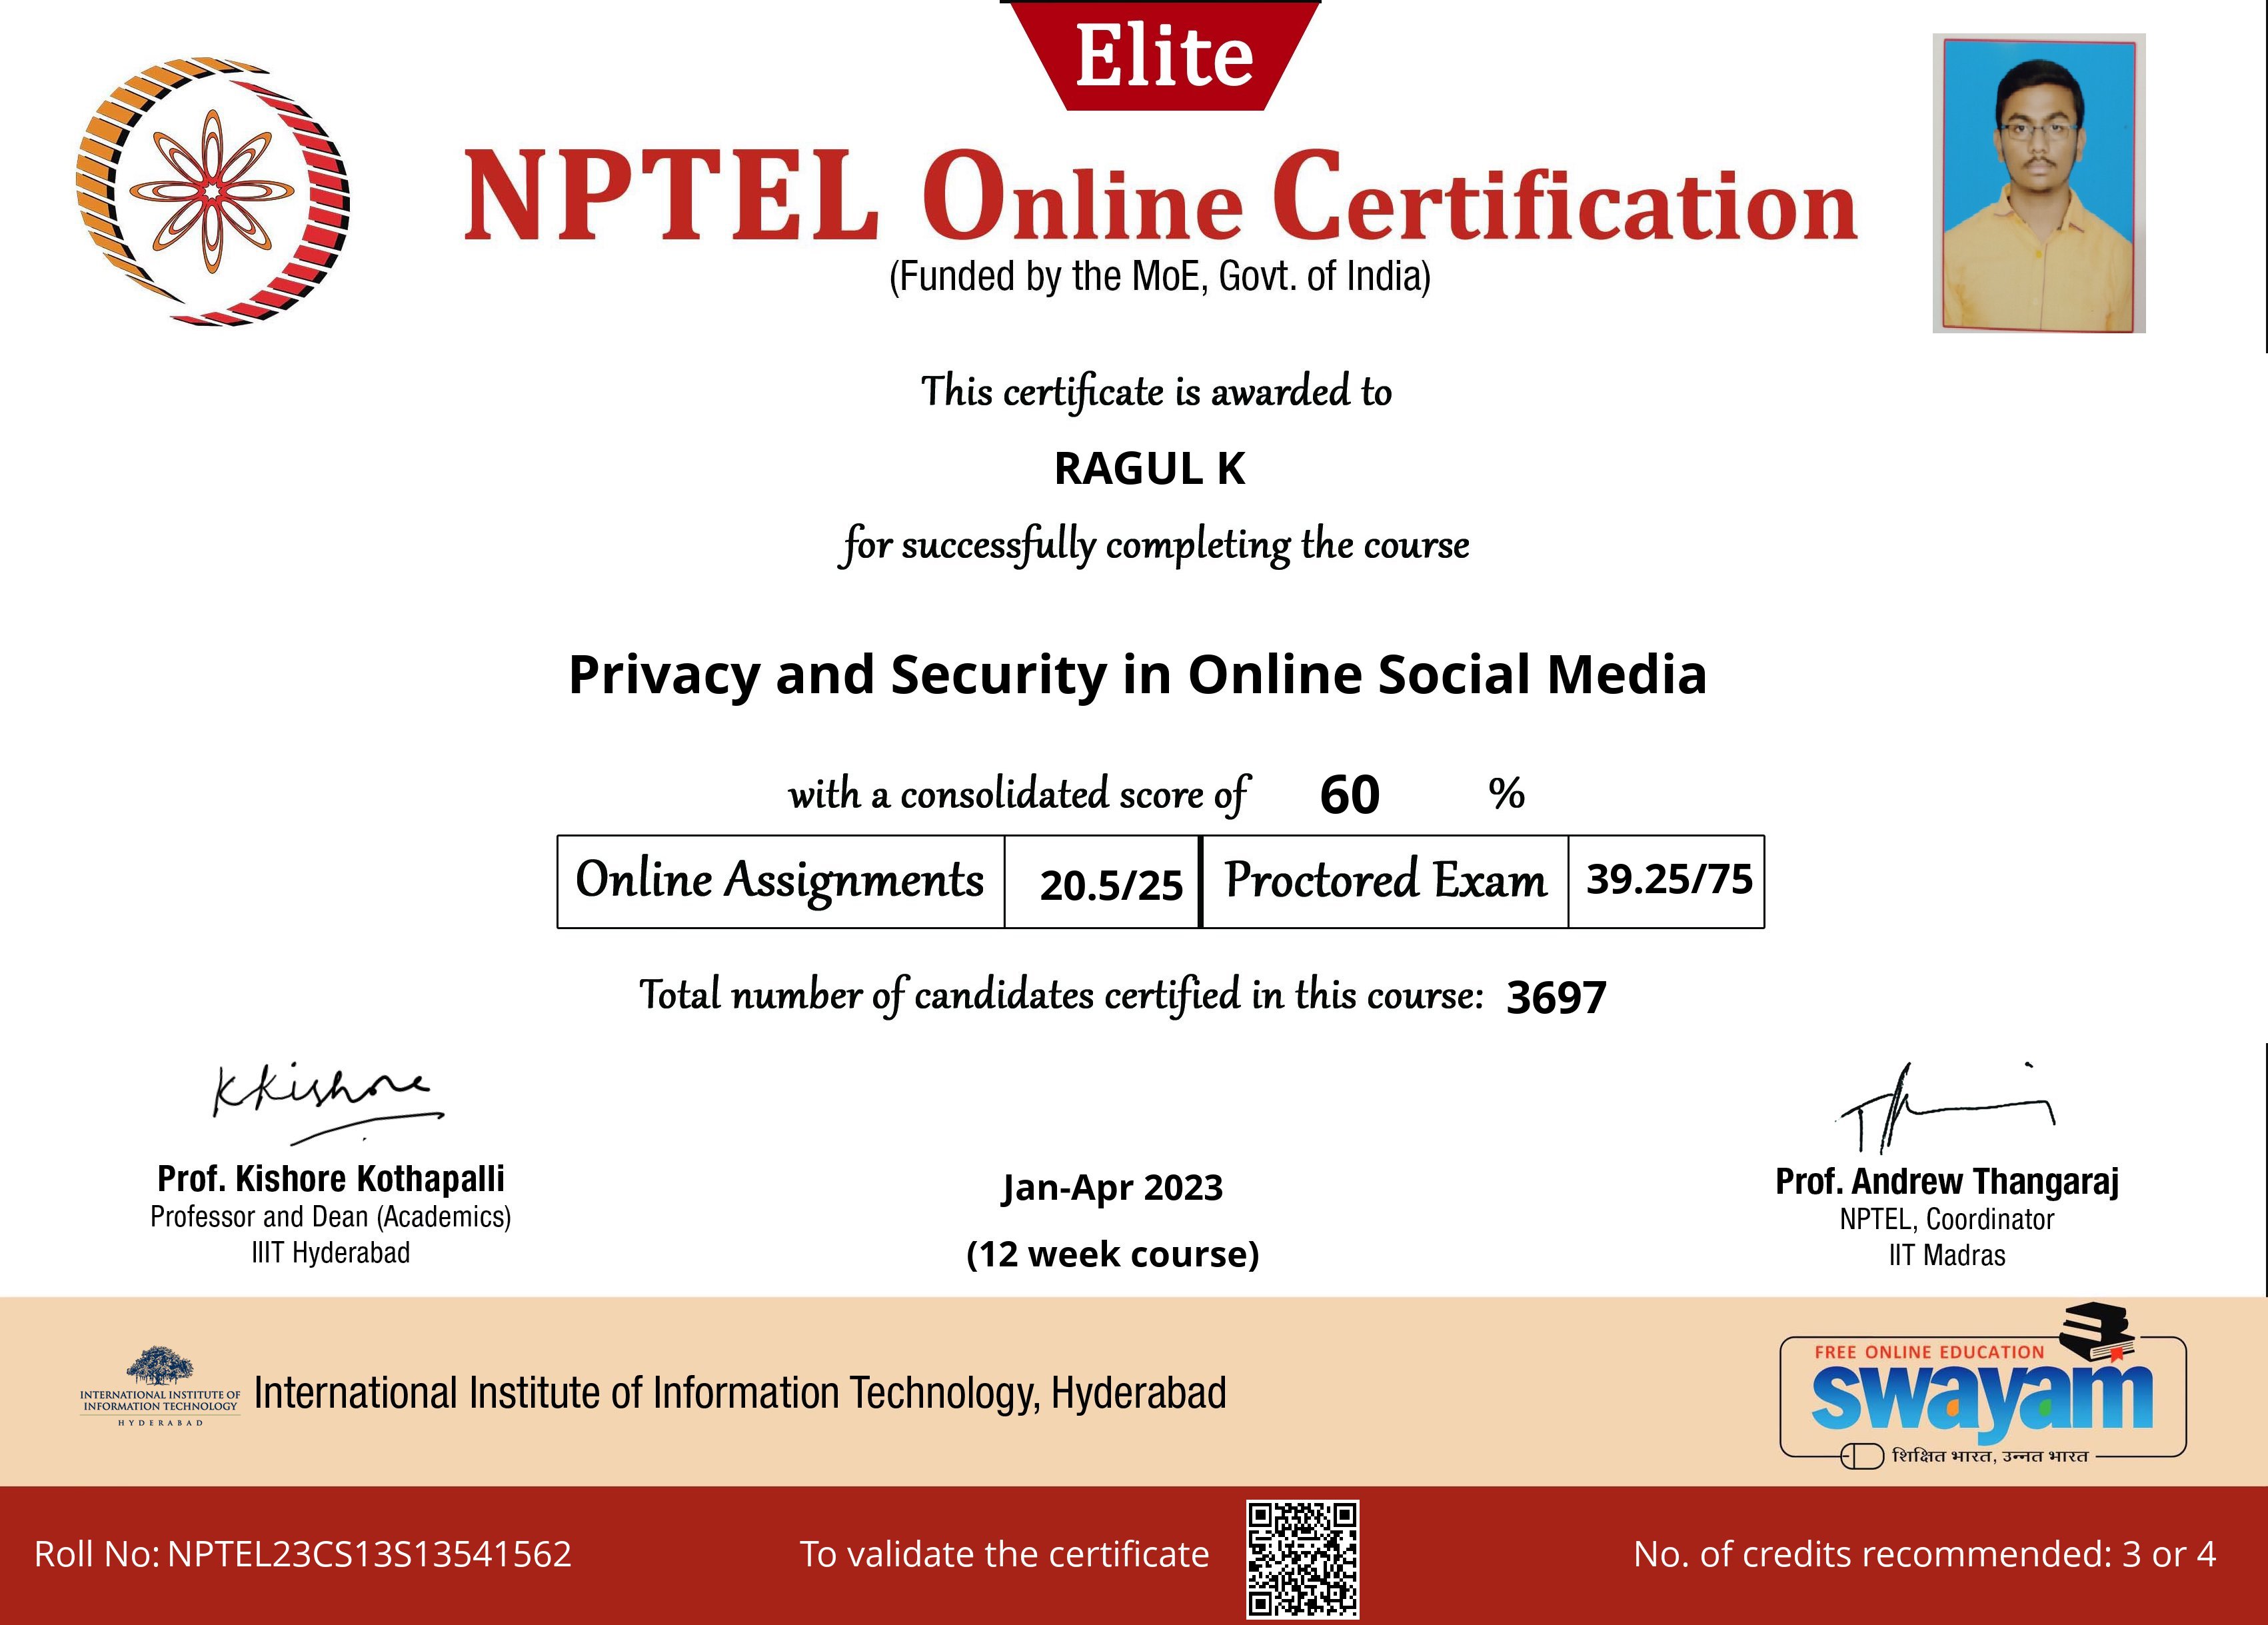 Elite
NPTEL Online Certification
(Funded by the MoE, Govt. of India)
This certificate is awarded to
RAGUL K
for successfully completing the course
Privacy and Security in Online Social Media
with a consolidated score of 60 %
Online Assignments 20.5/25 Proctored Exam 39.25/75
Total number of candidates certified in this course: 3697
KKishore
Prof. Kishore Kothapalli
Professor and Dean (Academics)
IIIT Hyderabad
Jan-Apr 2023
(12 week course)
Prof. Andrew Thangaraj
NPTEL, Coordinator
IIT Madras
INTERNATIONAL INSTITUTE OF
INFORMATION TECHNOLOGY
HYDERABAD
International Institute of Information Technology, Hyderabad
FREE ONLINE EDUCATION
swayam
शिक्षित भारत, उन्नत भारत
Roll No: NPTEL23CS13S13541562
To validate the certificate
No. of credits recommended: 3 or 4